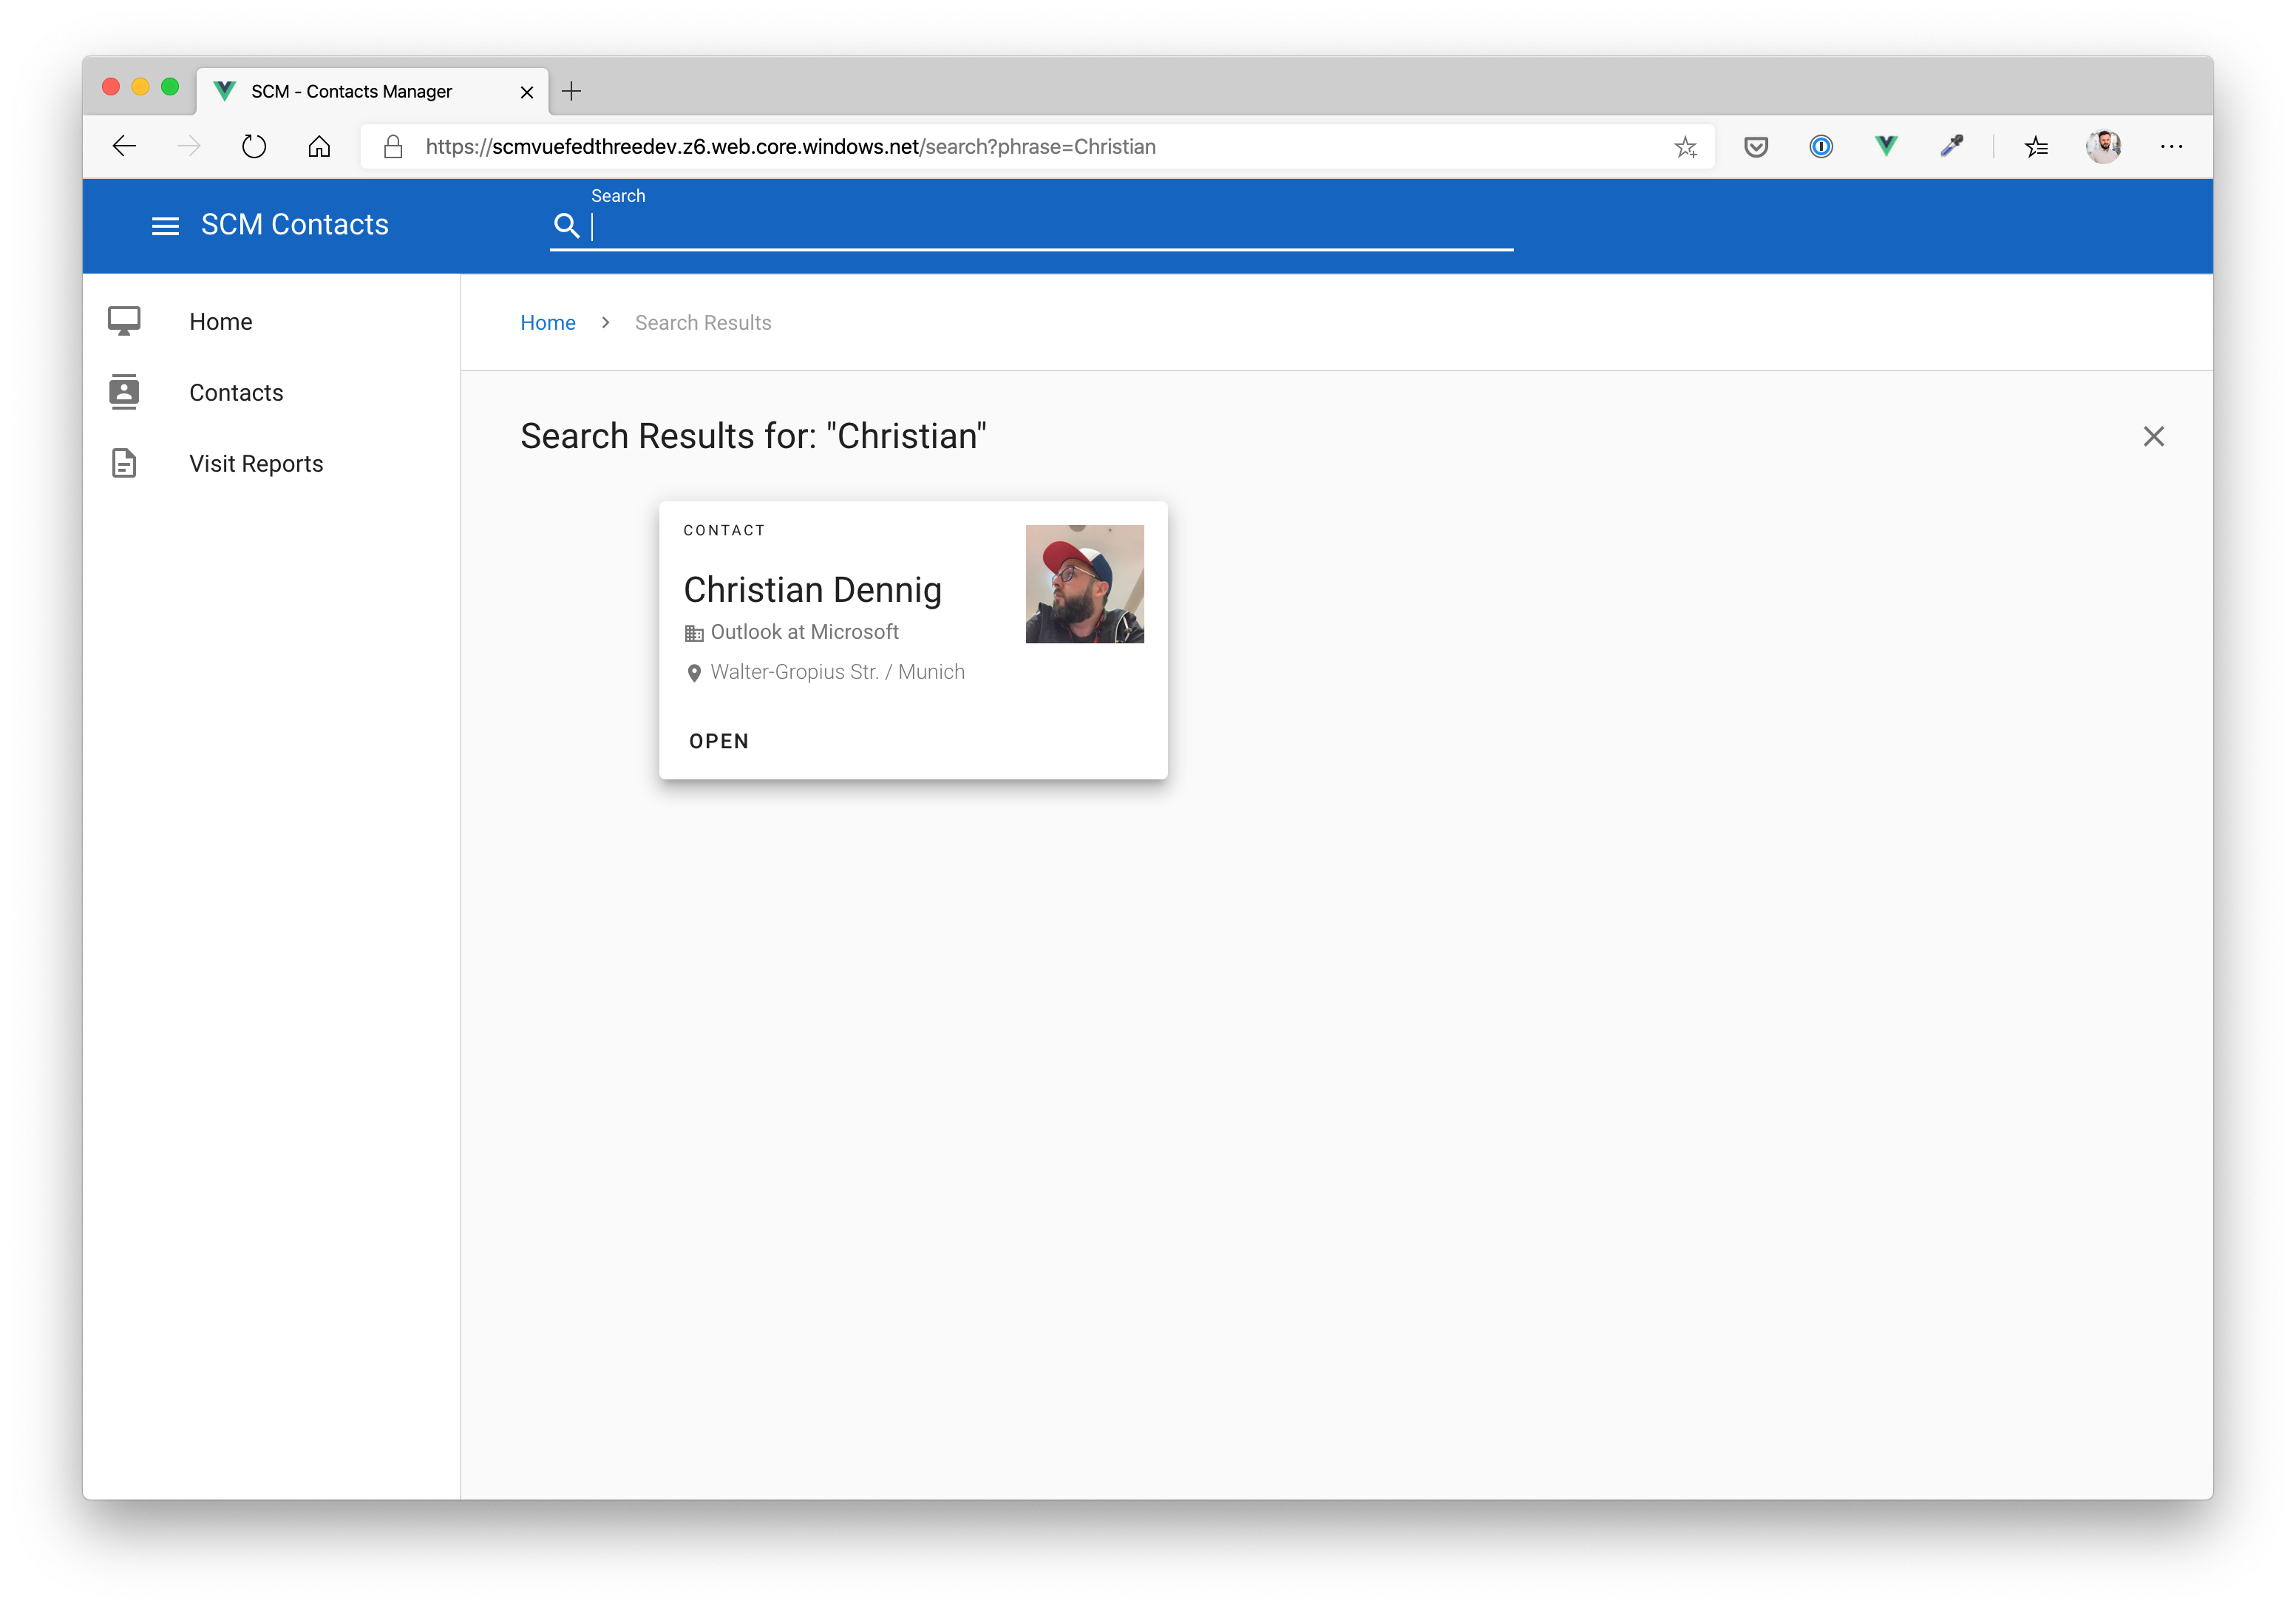 SCM - Contacts Manager
https://scmvuefedthreedev.z6.web.core.windows.net/search?phrase=Christian
SCM Contacts
Search
Home
Contacts
Visit Reports
Home
Search Results
Search Results for: "Christian"
CONTACT
Christian Dennig
Outlook at Microsoft
Walter-Gropius Str. / Munich
OPEN